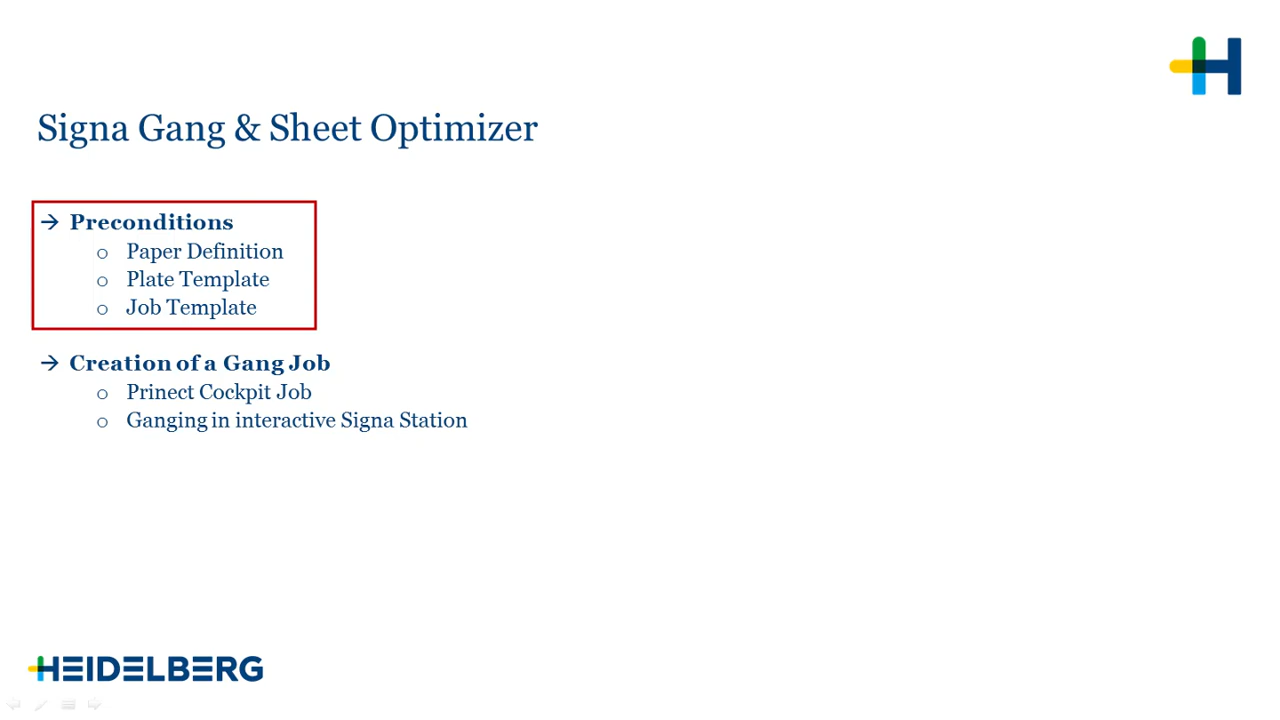 Signa Gang & Sheet Optimizer
→ Preconditions
o Paper Definition
o Plate Template
o Job Template
→ Creation of a Gang Job
o Prinect Cockpit Job
o Ganging in interactive Signa Station
HEIDELBERG